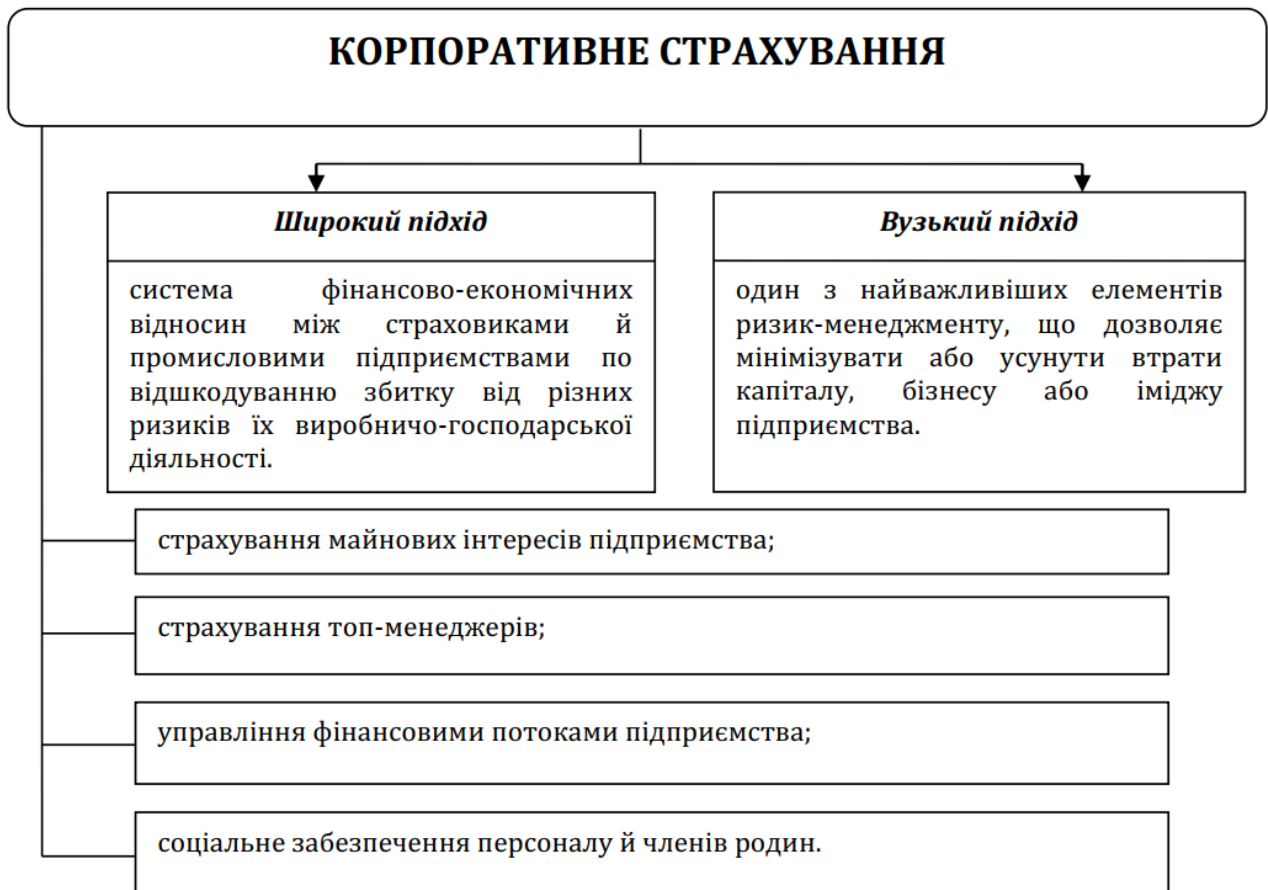 КОРПОРАТИВНЕ СТРАХУВАННЯ
Широкий підхід
система фінансово-економічних
відносин між страховиками й
промисловими підприємствами по
відшкодуванню збитку від різних
ризиків їх виробничо-господарської
діяльності.
Вузький підхід
один з найважливіших елементів
ризик-менеджменту, що дозволяє
мінімізувати або усунути втрати
капіталу, бізнесу або іміджу
підприємства.
страхування майнових інтересів підприємства;
страхування топ-менеджерів;
управління фінансовими потоками підприємства;
соціальне забезпечення персоналу й членів родин.